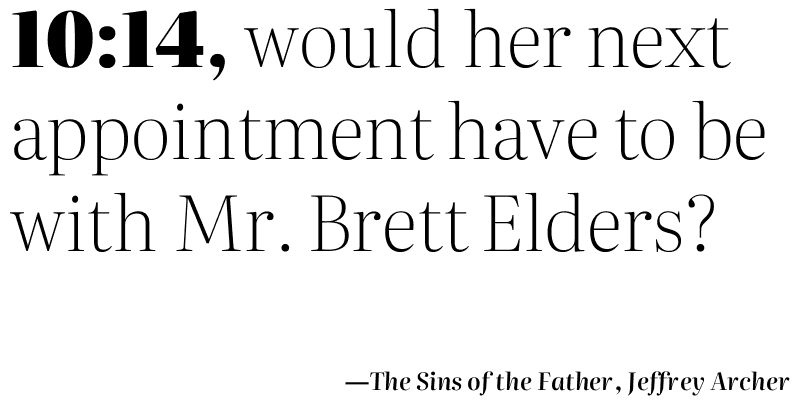 10:14, would her next
appointment have to be
with Mr. Brett Elders?
—The Sins of the Father, Jeffrey Archer